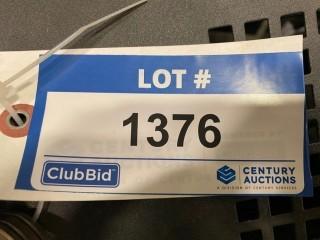 LOT #
1376
ClubBid
CENTURY
AUCTIONS
A DIVISION OF CENTURY SERVICES